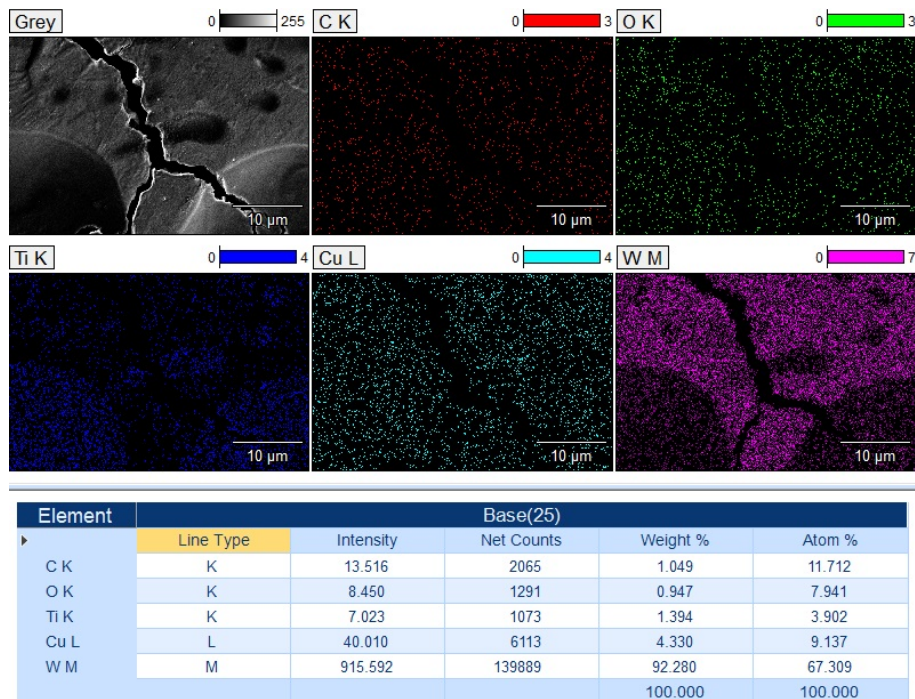 Grey 0 255 C K 0 3 O K 0 3
10 µm 10 µm 10 µm
Ti K 0 4 Cu L 0 4 W M 0 7
10 µm 10 µm 10 µm
Element Base(25)
Line Type Intensity Net Counts Weight % Atom %
C K K 13.516 2065 1.049 11.712
O K K 8.450 1291 0.947 7.941
Ti K K 7.023 1073 1.394 3.902
Cu L L 40.010 6113 4.330 9.137
W M M 915.592 139889 92.280 67.309
100.000 100.000